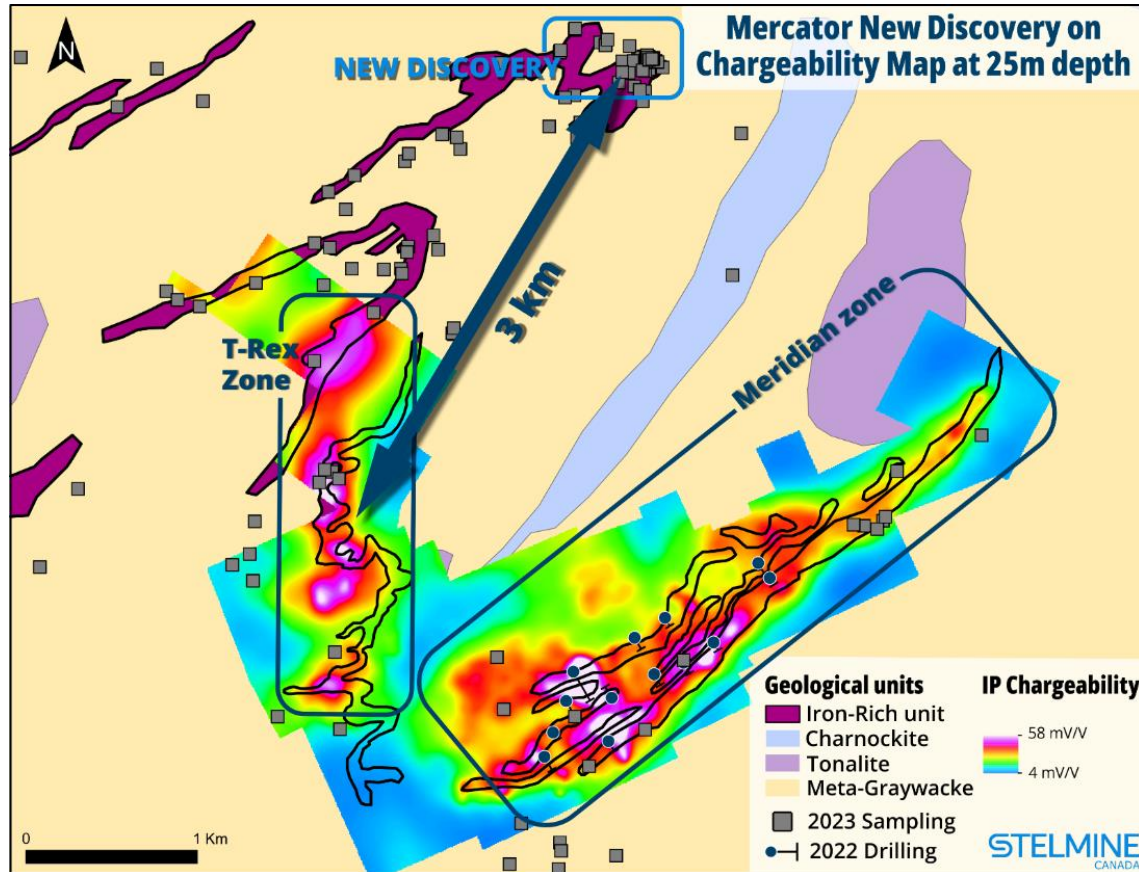 Mercator New Discovery on
Chargeability Map at 25m depth
N
NEW DISCOVERY
3 km
T-Rex
Zone
Meridian zone
Geological units
Iron-Rich unit
Charnockite
Tonalite
Meta-Graywacke
2023 Sampling
2022 Drilling
IP Chargeability
58 mV/V
4 mV/V
0
1 Km
STELMINE
CANADA